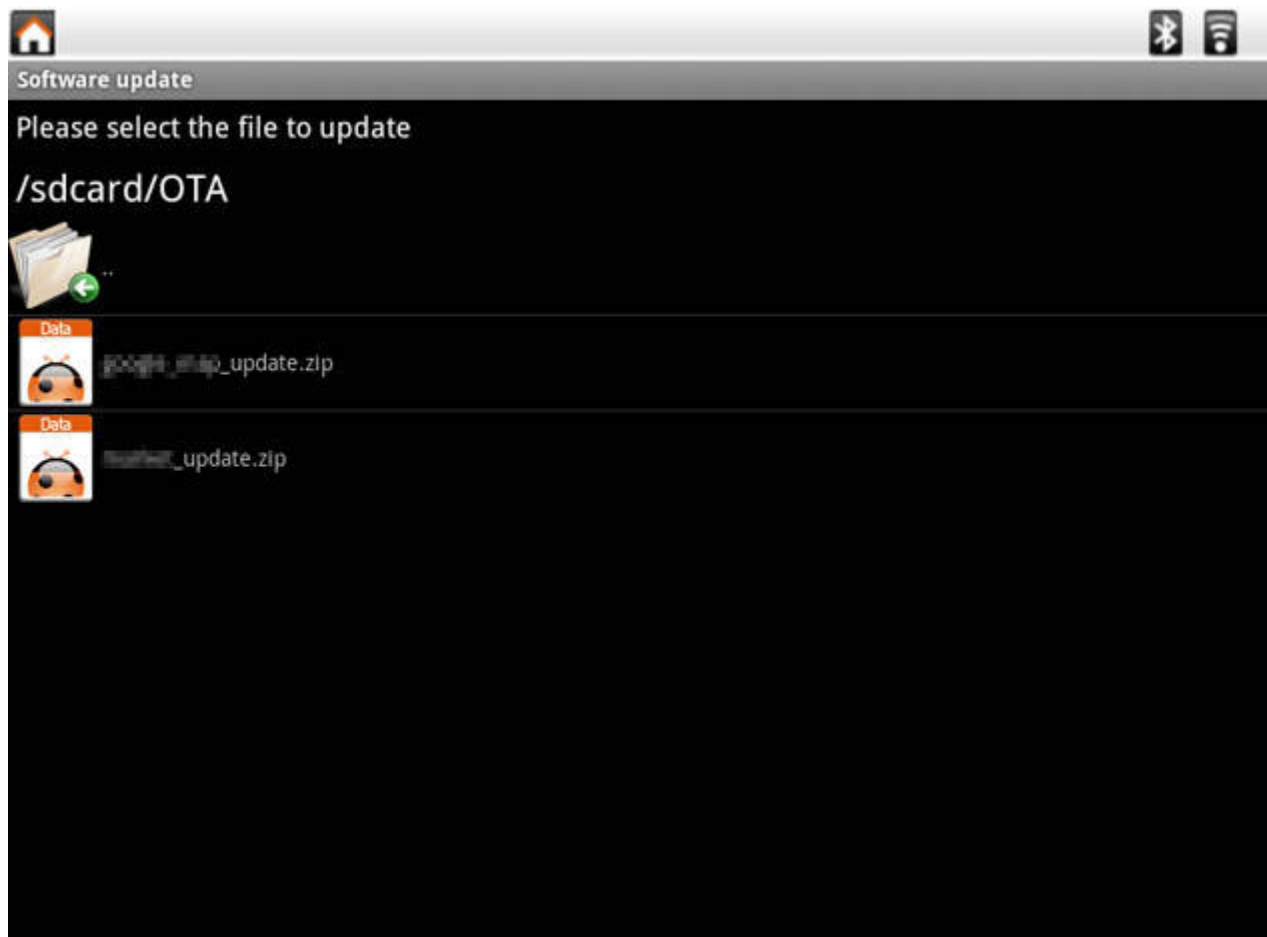 Software update
Please select the file to update
/sdcard/OTA
..
Data
_update.zip
Data
_update.zip